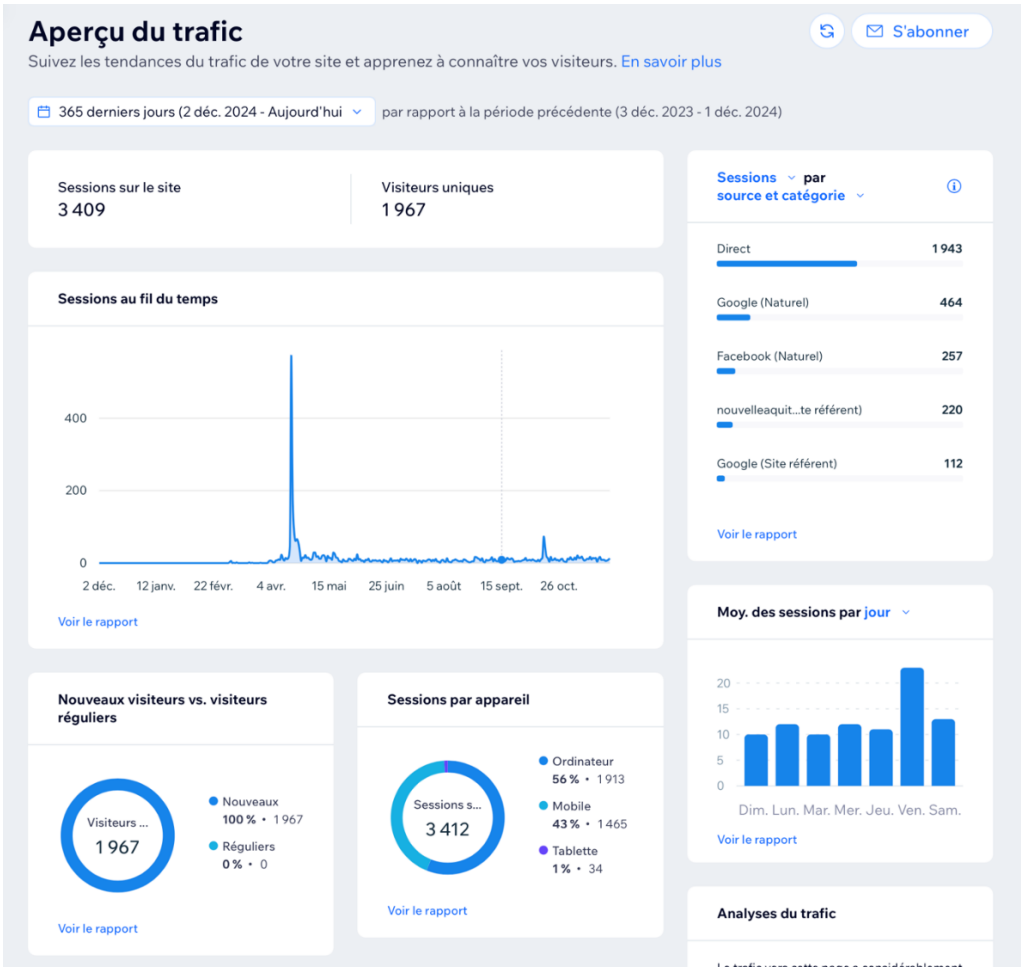 Aperçu du trafic
S'abonner
Suivez les tendances du trafic de votre site et apprenez à connaître vos visiteurs. En savoir plus
365 derniers jours (2 déc. 2024 - Aujourd'hui
par rapport à la période précédente (3 déc. 2023 - 1 déc. 2024)
Sessions sur le site
3 409
Visiteurs uniques
1 967
Sessions au fil du temps
400
200
0
2 déc. 12 janv. 22 févr. 4 avr. 15 mai 25 juin 5 août 15 sept. 26 oct.
Voir le rapport
Nouveaux visiteurs vs. visiteurs
réguliers
Visiteurs ...
1 967
Nouveaux
100 % • 1 967
Réguliers
0 % • 0
Voir le rapport
Sessions par appareil
Sessions s...
3 412
Ordinateur
56 % • 1 913
Mobile
43 % • 1 465
Tablette
1 % • 34
Voir le rapport
Sessions par
source et catégorie
Direct 1 943
Google (Naturel) 464
Facebook (Naturel) 257
nouvelleaquit...te référent) 220
Google (Site référent) 112
Voir le rapport
Moy. des sessions par jour
20
15
10
5
0
Dim. Lun. Mar. Mer. Jeu. Ven. Sam.
Voir le rapport
Analyses du trafic
Le trafic vers cette page a considérablement